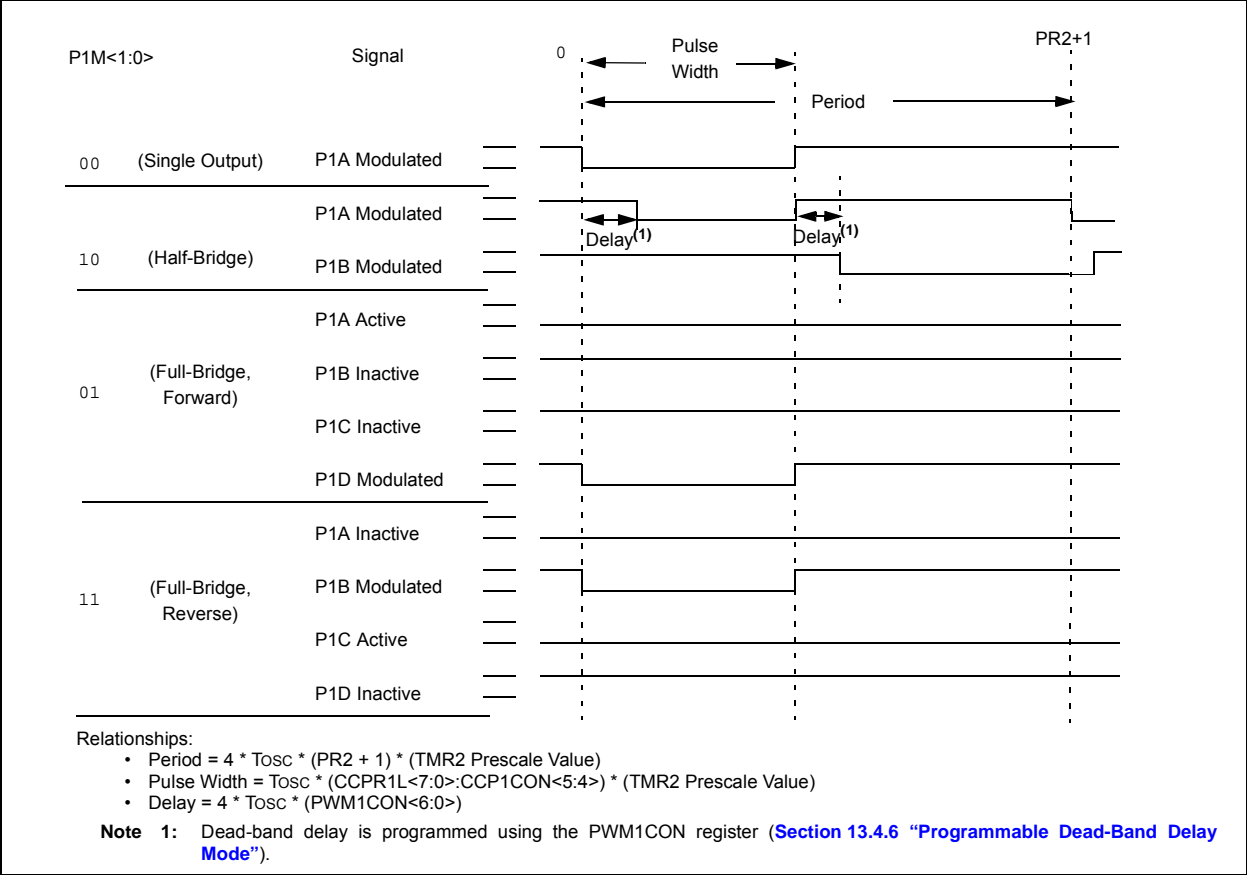 P1M<1:0>
Signal
0
Pulse
Width
PR2+1
Period
00
(Single Output)
P1A Modulated
10
(Half-Bridge)
P1A Modulated
Delay(1)
Delay(1)
P1B Modulated
01
(Full-Bridge,
Forward)
P1A Active
P1B Inactive
P1C Inactive
P1D Modulated
11
(Full-Bridge,
Reverse)
P1A Inactive
P1B Modulated
P1C Active
P1D Inactive
Relationships:
• Period = 4 * TOSC * (PR2 + 1) * (TMR2 Prescale Value)
• Pulse Width = TOSC * (CCPR1L<7:0>:CCP1CON<5:4>) * (TMR2 Prescale Value)
• Delay = 4 * TOSC * (PWM1CON<6:0>)
Note 1: Dead-band delay is programmed using the PWM1CON register (Section 13.4.6 “Programmable Dead-Band Delay
Mode”).